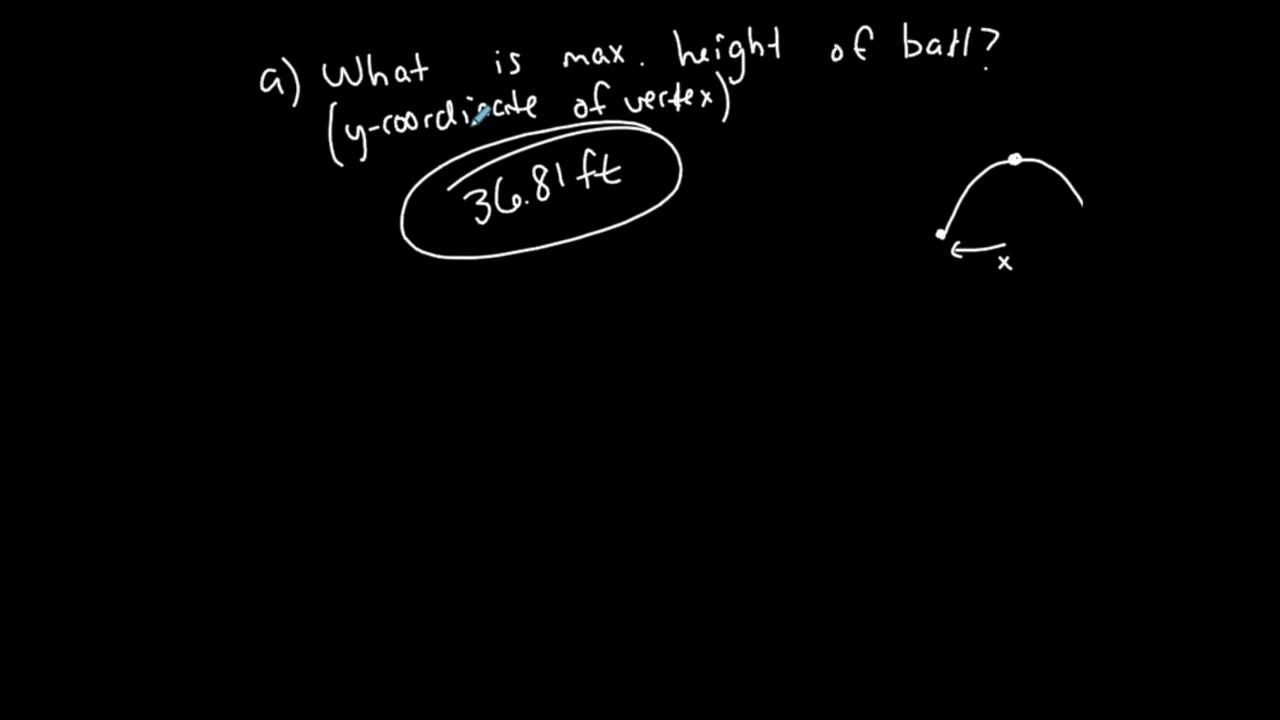 a) What is max. height of ball?
(y-coordinate of vertex)
36.81 ft
x